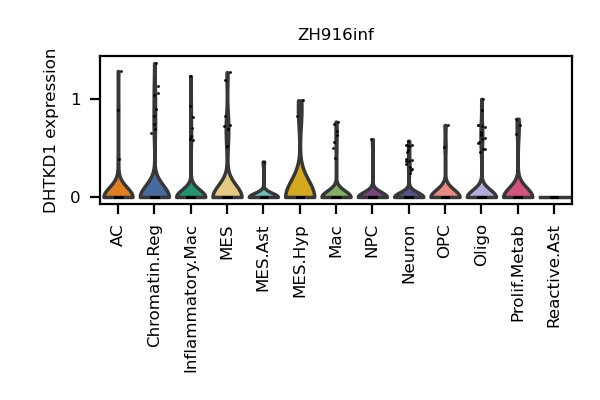 ZH916inf
DHTKD1 expression
1
0
AC
Chromatin.Reg
Inflammatory.Mac
MES
MES.Ast
MES.Hyp
Mac
NPC
Neuron
OPC
Oligo
Prolif.Metab
Reactive.Ast